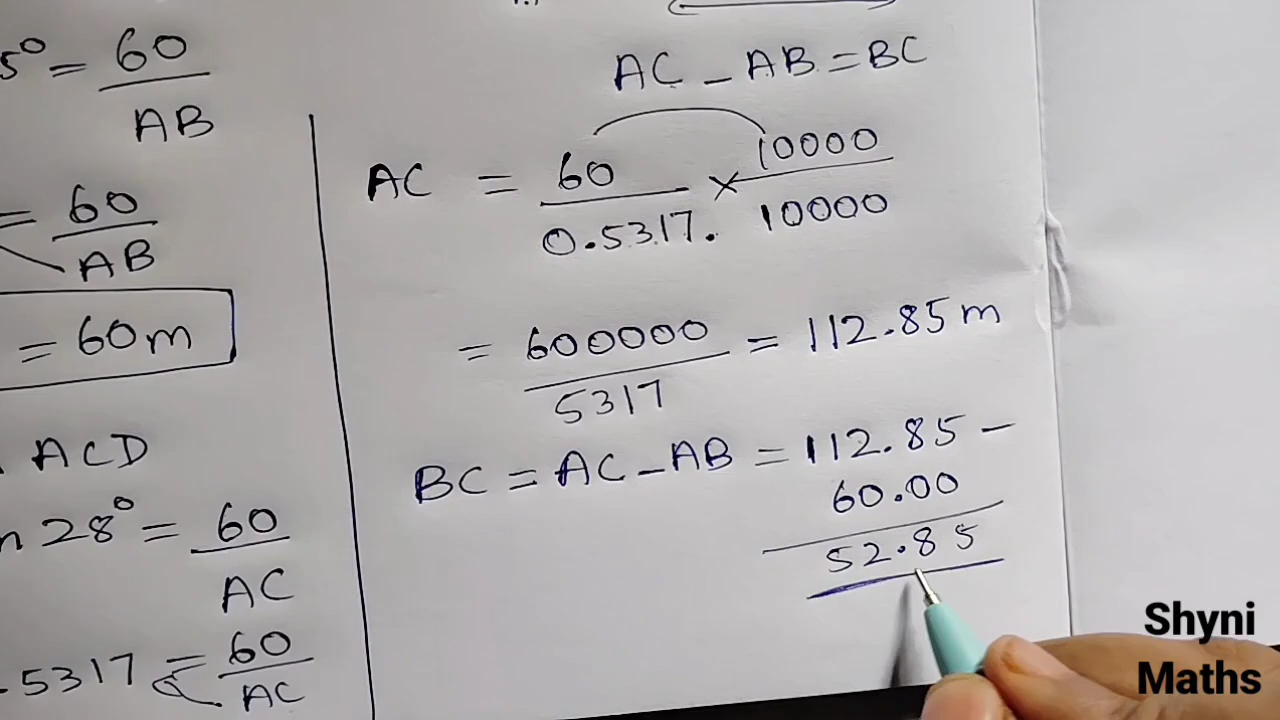 5° = 60
AB
= 60
AB
= 60m
ACD
n 28° = 60
AC
.5317 = 60
AC
AC - AB = BC
AC = 60 × 10000
0.5317. 10000
= 600000 = 112.85 m
5317
BC = AC - AB = 112.85 -
60.00
52.85
Shyni
Maths